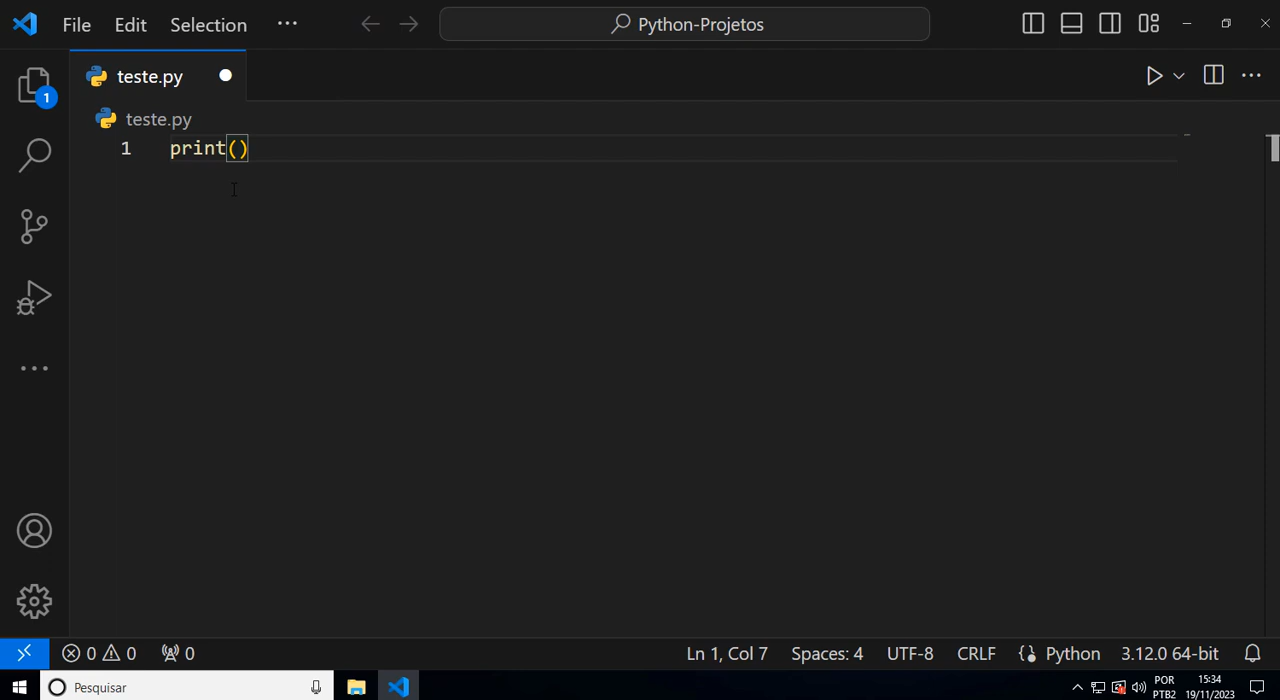 File Edit Selection ··· Python-Projetos
teste.py
1
teste.py
1 print()
0 0 0 Ln 1, Col 7 Spaces: 4 UTF-8 CRLF Python 3.12.0 64-bit
Pesquisar
POR
PTB2
15:34
19/11/2023